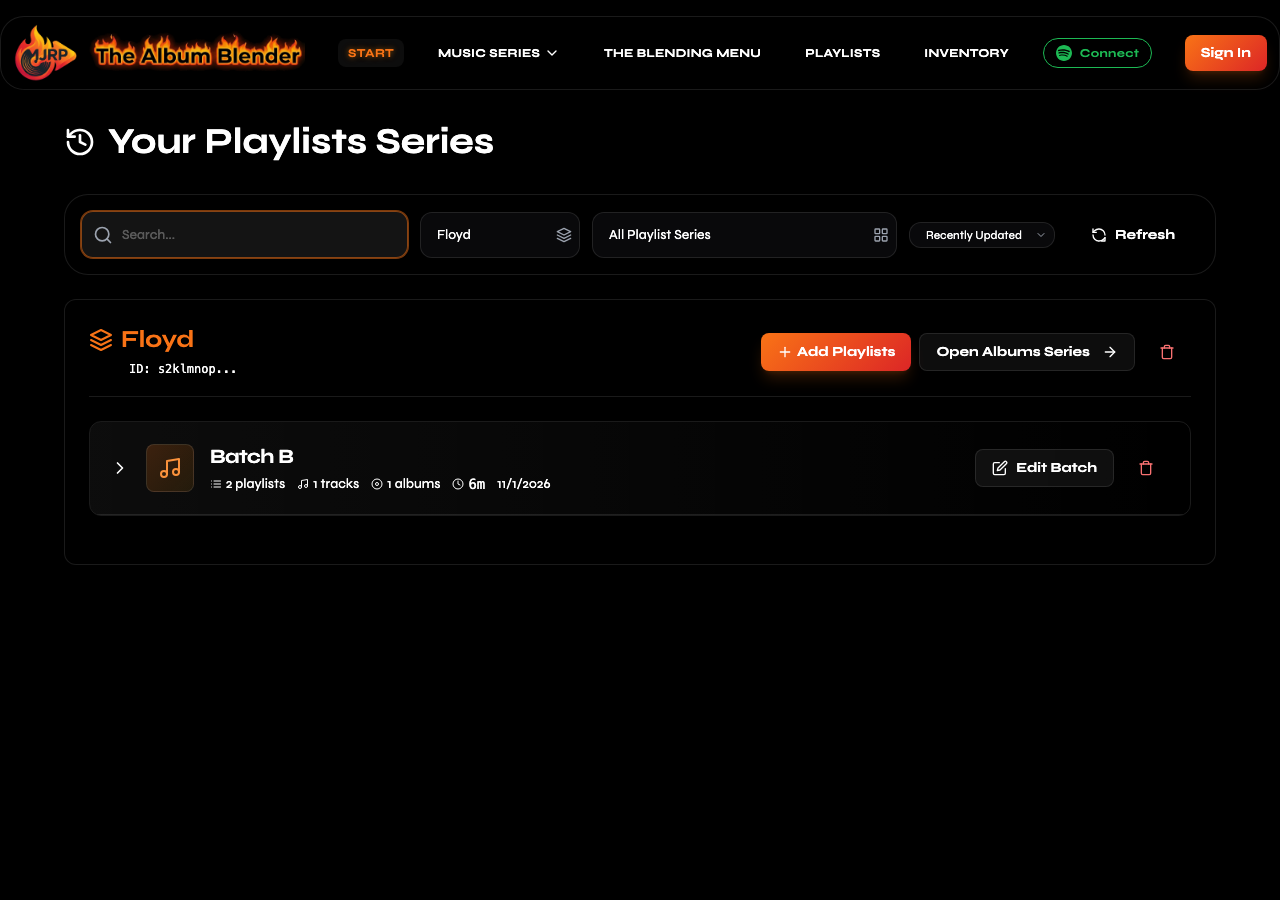 JRP The Album Blender START MUSIC SERIES THE BLENDING MENU PLAYLISTS INVENTORY Connect Sign In
Your Playlists Series
Search... Floyd All Playlist Series Recently Updated Refresh
Floyd
ID: s2klmnop...
Add Playlists Open Albums Series
Batch B
2 playlists 1 tracks 1 albums 6m 11/1/2026
Edit Batch